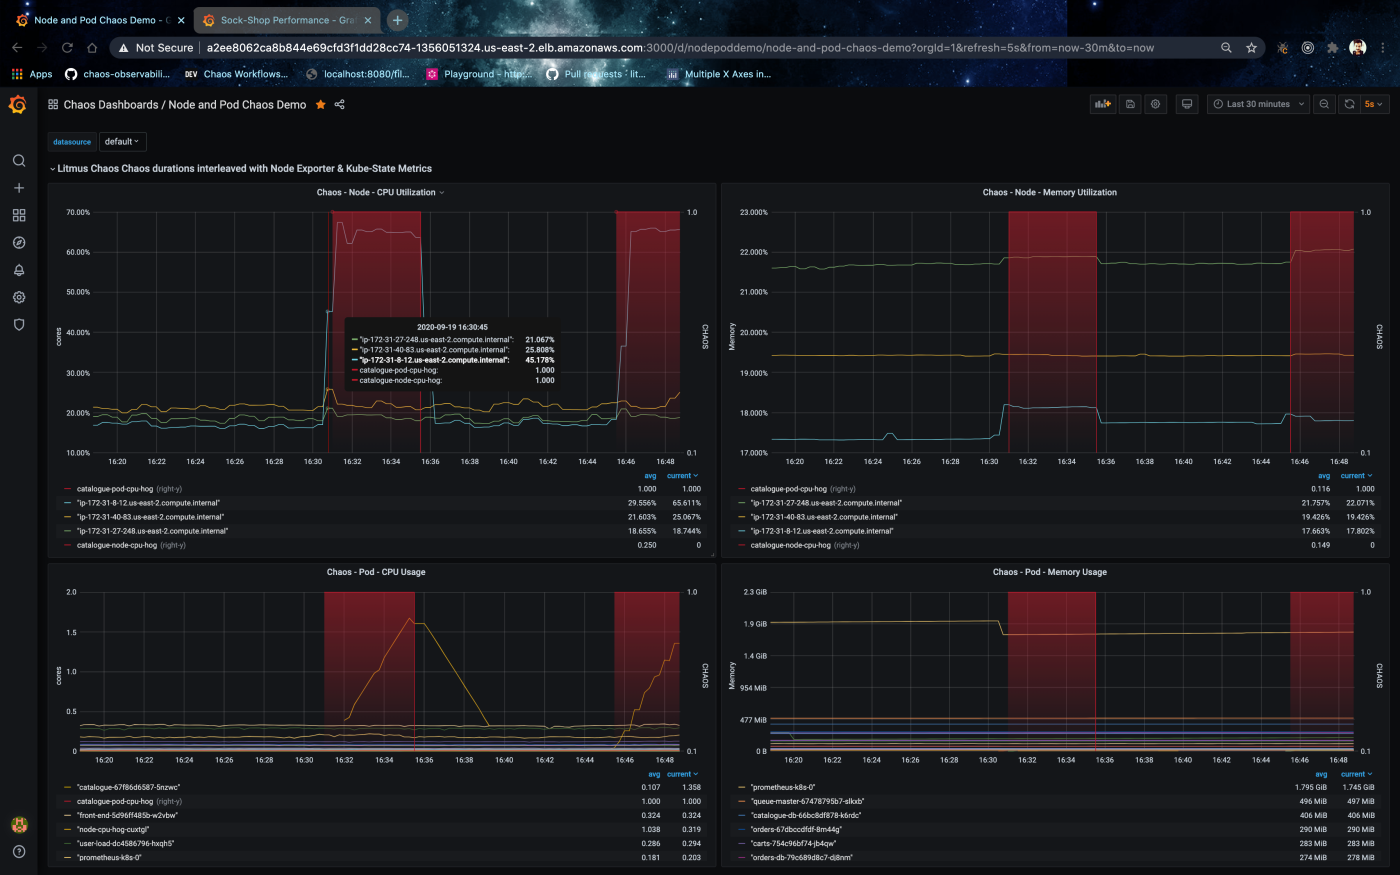 Node and Pod Chaos Demo - G
Sock-Shop Performance - Graf
Not Secure | a2ee8062ca8b844e69cfd3f1dd28cc74-1356051324.us-east-2.elb.amazonaws.com:3000/d/nodepoddemo/node-and-pod-chaos-demo?orgId=1&refresh=5s&from=now-30m&to=now
Apps chaos-observabili... DEV Chaos Workflows... localhost:8080/fil... Playground - http:... Pull requests · lit... Multiple X Axes in...
Chaos Dashboards / Node and Pod Chaos Demo
Last 30 minutes
5s
datasource default
Litmus Chaos Chaos durations interleaved with Node Exporter & Kube-State Metrics
Chaos - Node - CPU Utilization
70.00%
60.00%
50.00%
40.00%
30.00%
20.00%
10.00%
cores
1.0
0.1
CHAOS
16:20 16:22 16:24 16:26 16:28 16:30 16:32 16:34 16:36 16:38 16:40 16:42 16:44 16:46 16:48
2020-09-19 16:30:45
"ip-172-31-27-248.us-east-2.compute.internal": 21.067%
"ip-172-31-40-83.us-east-2.compute.internal": 25.808%
"ip-172-31-8-12.us-east-2.compute.internal": 45.178%
catalogue-pod-cpu-hog: 1.000
catalogue-node-cpu-hog: 1.000
avg current
catalogue-pod-cpu-hog (right-y) 1.000 1.000
"ip-172-31-8-12.us-east-2.compute.internal" 29.556% 65.611%
"ip-172-31-40-83.us-east-2.compute.internal" 21.603% 25.067%
"ip-172-31-27-248.us-east-2.compute.internal" 18.655% 18.744%
catalogue-node-cpu-hog (right-y) 0.250 0
Chaos - Node - Memory Utilization
23.000%
22.000%
21.000%
20.000%
19.000%
18.000%
17.000%
Memory
1.0
0.1
CHAOS
16:20 16:22 16:24 16:26 16:28 16:30 16:32 16:34 16:36 16:38 16:40 16:42 16:44 16:46 16:48
avg current
catalogue-pod-cpu-hog (right-y) 0.116 1.000
"ip-172-31-27-248.us-east-2.compute.internal" 21.757% 22.071%
"ip-172-31-40-83.us-east-2.compute.internal" 19.426% 19.426%
"ip-172-31-8-12.us-east-2.compute.internal" 17.663% 17.802%
catalogue-node-cpu-hog (right-y) 0.149 0
Chaos - Pod - CPU Usage
2.0
1.5
1.0
0.5
0
cores
1.0
0.1
CHAOS
16:20 16:22 16:24 16:26 16:28 16:30 16:32 16:34 16:36 16:38 16:40 16:42 16:44 16:46 16:48
avg current
"catalogue-67f86d6587-5nzwc" 0.107 1.358
catalogue-pod-cpu-hog (right-y) 1.000 1.000
"front-end-5d96ff485b-w2vbw" 0.324 0.324
"node-cpu-hog-cuxtgl" 1.038 0.319
"user-load-dc4586796-hxqh5" 0.286 0.294
"prometheus-k8s-0" 0.181 0.203
Chaos - Pod - Memory Usage
2.3 GiB
1.9 GiB
1.4 GiB
954 MiB
477 MiB
0 B
Memory
1.0
0.1
CHAOS
16:20 16:22 16:24 16:26 16:28 16:30 16:32 16:34 16:36 16:38 16:40 16:42 16:44 16:46 16:48
avg current
"prometheus-k8s-0" 1.795 GiB 1.745 GiB
"queue-master-67478795b7-slkxb" 496 MiB 497 MiB
"catalogue-db-66bc8df878-k6rdc" 406 MiB 406 MiB
"orders-67dbccdfdf-8m44g" 290 MiB 290 MiB
"carts-754c96bf74-jb4qw" 283 MiB 283 MiB
"orders-db-79c689d8c7-dj8nm" 274 MiB 278 MiB